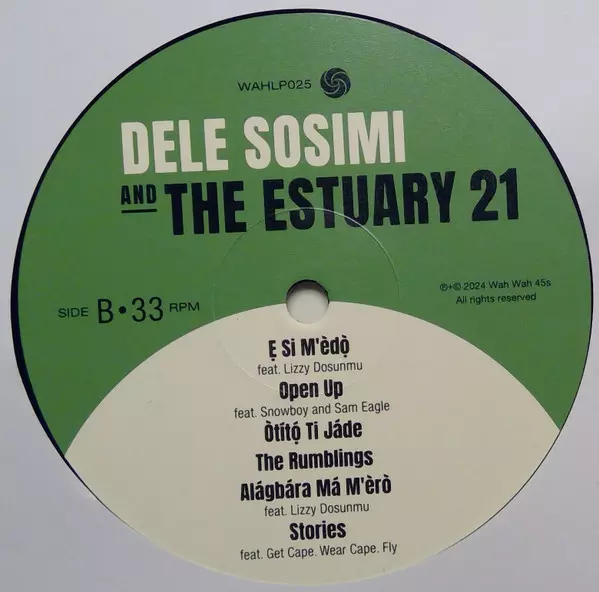 WAHLP025
DELE SOSIMI
AND THE ESTUARY 21
℗+© 2024 Wah Wah 45s
All rights reserved
SIDE B•33 RPM
Ẹ Si M'èdọ̀
feat. Lizzy Dosunmu
Open Up
feat. Snowboy and Sam Eagle
Òtítọ́ Ti Jáde
The Rumblings
Alágbára Má M'èrò
feat. Lizzy Dosunmu
Stories
feat. Get Cape. Wear Cape. Fly